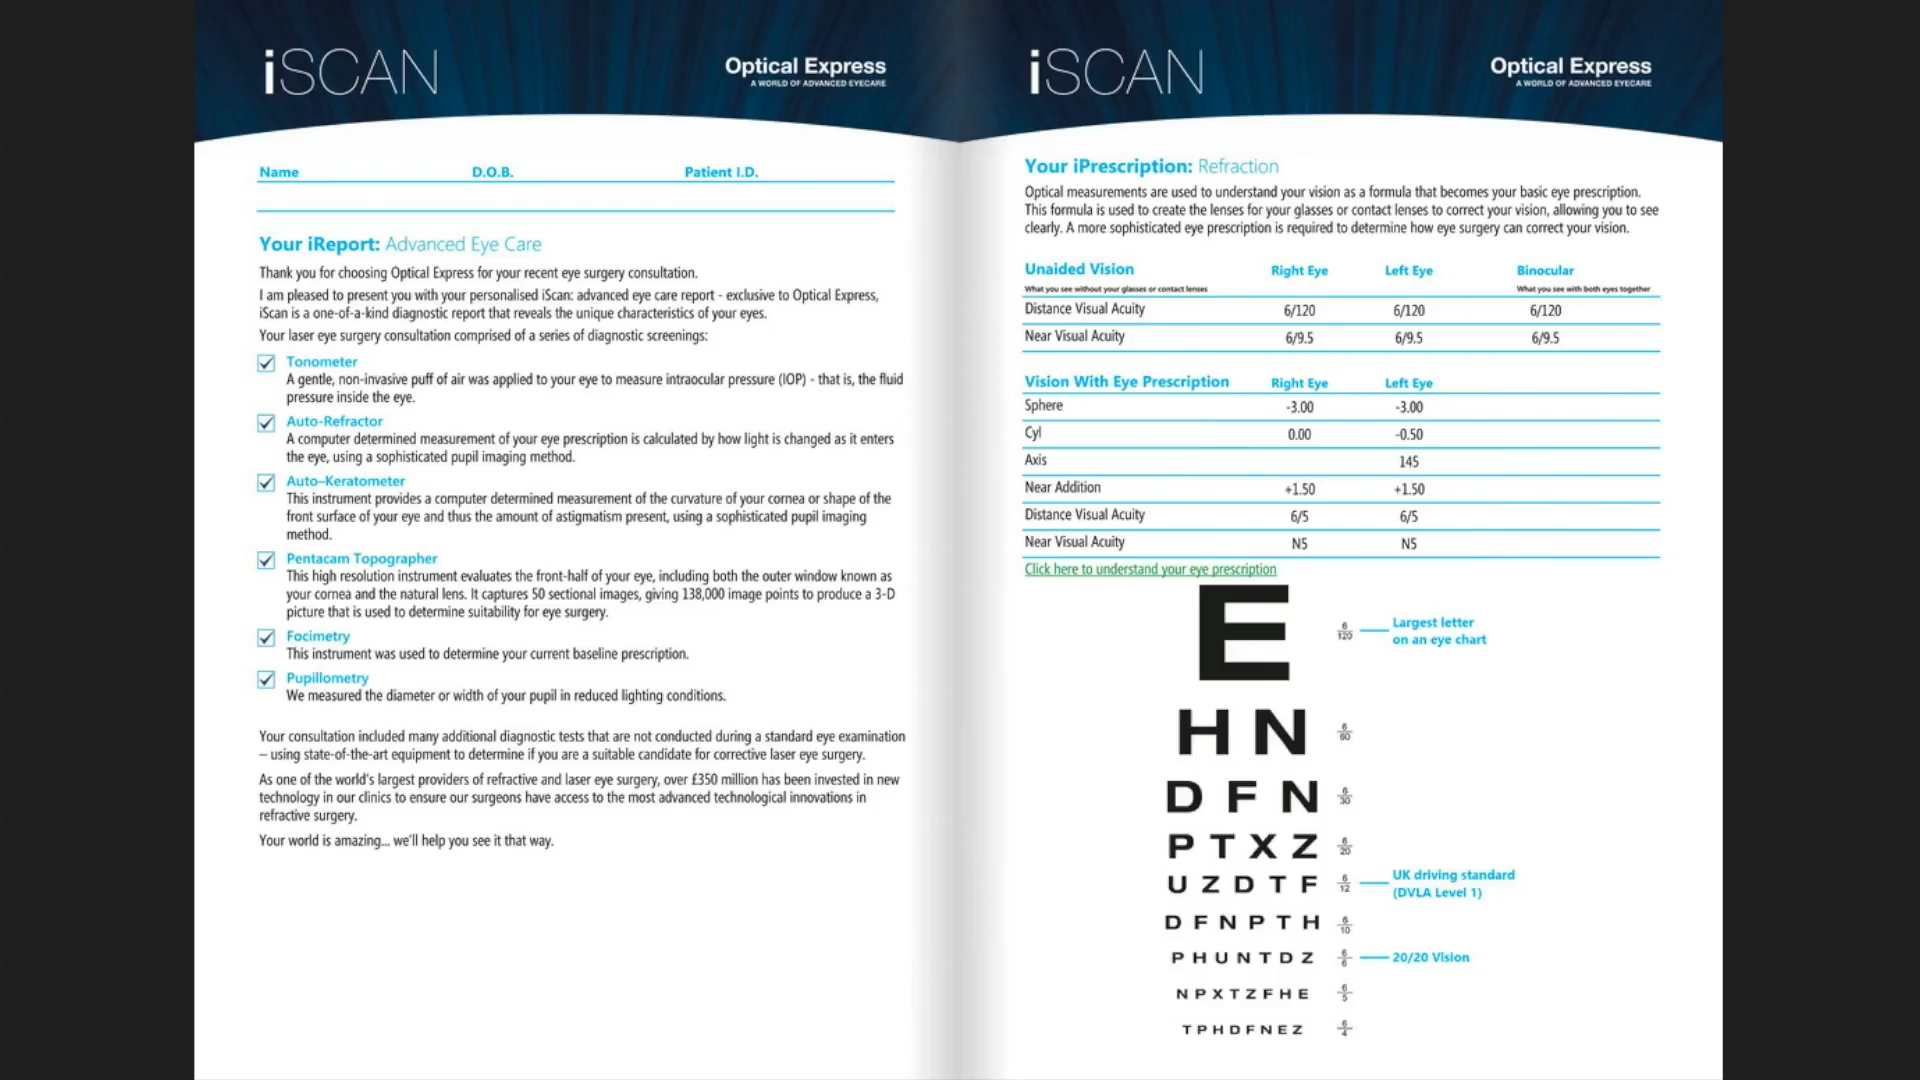 iSCAN
Optical Express
A WORLD OF ADVANCED EYECARE
Name D.O.B. Patient I.D.
Your iReport: Advanced Eye Care
Thank you for choosing Optical Express for your recent eye surgery consultation.
I am pleased to present you with your personalised iScan: advanced eye care report - exclusive to Optical Express,
iScan is a one-of-a-kind diagnostic report that reveals the unique characteristics of your eyes.
Your laser eye surgery consultation comprised of a series of diagnostic screenings:
Tonometer
A gentle, non-invasive puff of air was applied to your eye to measure intraocular pressure (IOP) - that is, the fluid
pressure inside the eye.
Auto-Refractor
A computer determined measurement of your eye prescription is calculated by how light is changed as it enters
the eye, using a sophisticated pupil imaging method.
Auto–Keratometer
This instrument provides a computer determined measurement of the curvature of your cornea or shape of the
front surface of your eye and thus the amount of astigmatism present, using a sophisticated pupil imaging
method.
Pentacam Topographer
This high resolution instrument evaluates the front-half of your eye, including both the outer window known as
your cornea and the natural lens. It captures 50 sectional images, giving 138,000 image points to produce a 3-D
picture that is used to determine suitability for eye surgery.
Focimetry
This instrument was used to determine your current baseline prescription.
Pupillometry
We measured the diameter or width of your pupil in reduced lighting conditions.
Your consultation included many additional diagnostic tests that are not conducted during a standard eye examination
– using state-of-the-art equipment to determine if you are a suitable candidate for corrective laser eye surgery.
As one of the world's largest providers of refractive and laser eye surgery, over £350 million has been invested in new
technology in our clinics to ensure our surgeons have access to the most advanced technological innovations in
refractive surgery.
Your world is amazing... we'll help you see it that way.
iSCAN
Optical Express
A WORLD OF ADVANCED EYECARE
Your iPrescription: Refraction
Optical measurements are used to understand your vision as a formula that becomes your basic eye prescription.
This formula is used to create the lenses for your glasses or contact lenses to correct your vision, allowing you to see
clearly. A more sophisticated eye prescription is required to determine how eye surgery can correct your vision.
Unaided Vision Right Eye Left Eye Binocular
What you see without your glasses or contact lenses What you see with both eyes together
Distance Visual Acuity 6/120 6/120 6/120
Near Visual Acuity 6/9.5 6/9.5 6/9.5
Vision With Eye Prescription Right Eye Left Eye
Sphere -3.00 -3.00
Cyl 0.00 -0.50
Axis 145
Near Addition +1.50 +1.50
Distance Visual Acuity 6/5 6/5
Near Visual Acuity N5 N5
Click here to understand your eye prescription
E 6/120 Largest letter
on an eye chart
H N 6/60
D F N 6/30
P T X Z 6/20
U Z D T F 6/12 UK driving standard
(DVLA Level 1)
D F N P T H 6/10
P H U N T D Z 6/6 20/20 Vision
N P X T Z F H E 6/5
T P H D F N E Z 6/4